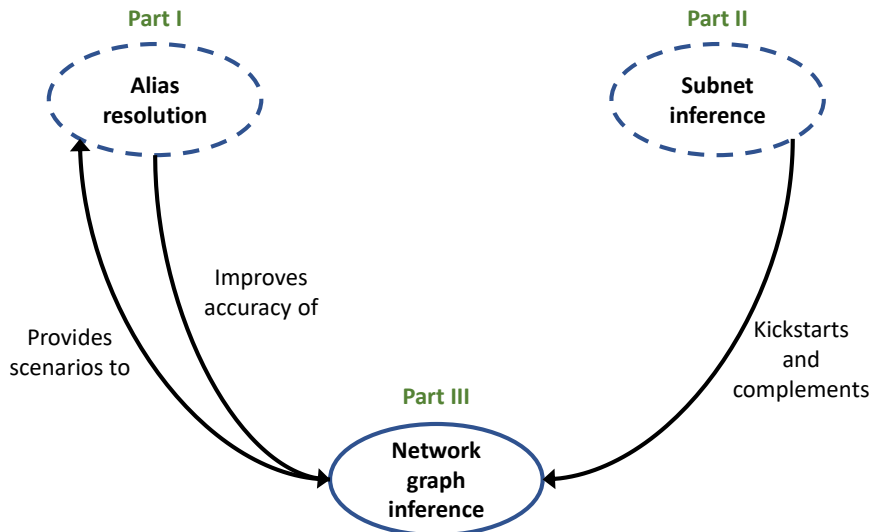 Part I
Alias
resolution
Part II
Subnet
inference
Improves
accuracy of
Provides
scenarios to
Kickstarts
and
complements
Part III
Network
graph
inference